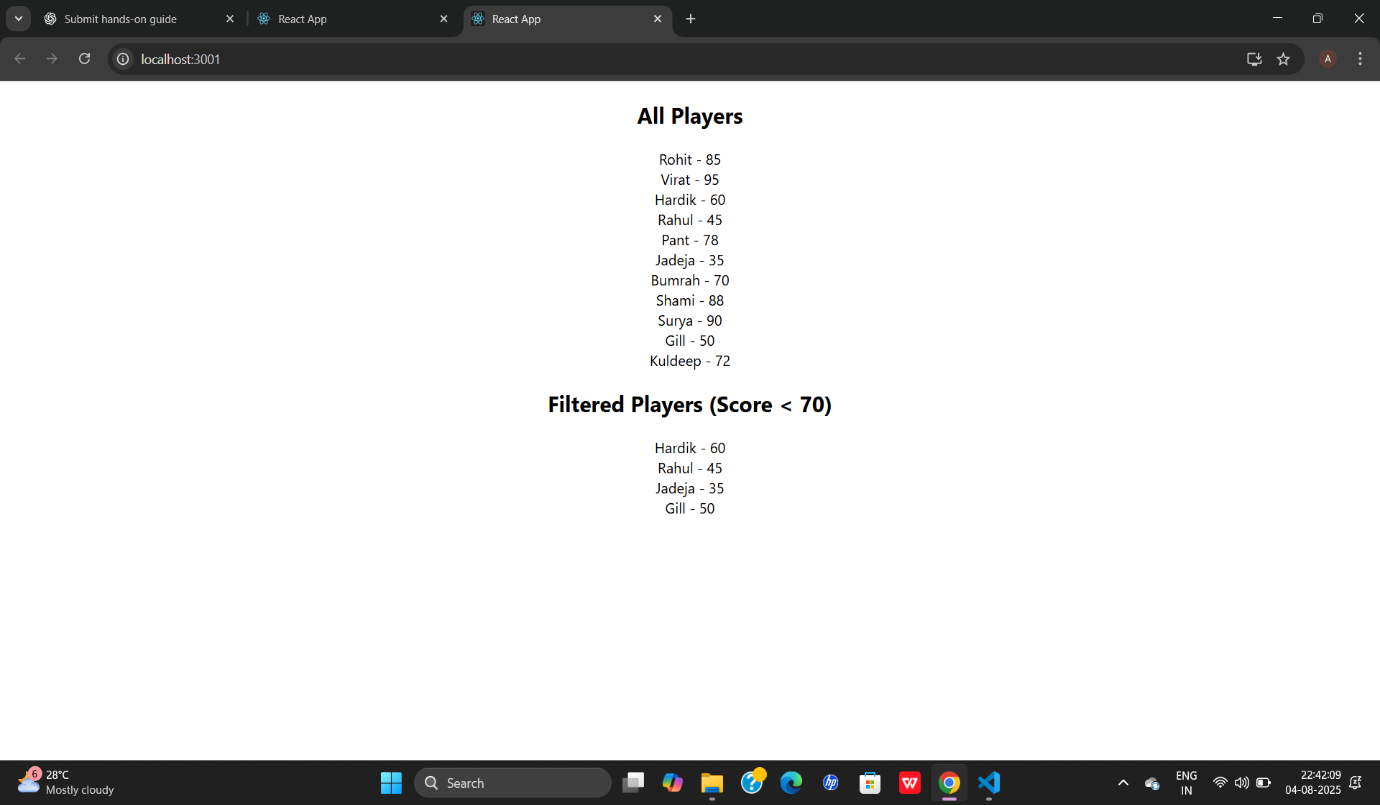 Submit hands-on guide
React App
React App
localhost:3001
A
All Players
Rohit - 85
Virat - 95
Hardik - 60
Rahul - 45
Pant - 78
Jadeja - 35
Bumrah - 70
Shami - 88
Surya - 90
Gill - 50
Kuldeep - 72
Filtered Players (Score < 70)
Hardik - 60
Rahul - 45
Jadeja - 35
Gill - 50
6
28°C
Mostly cloudy
Search
hp
W
ENG
IN
22:42:09
04-08-2025